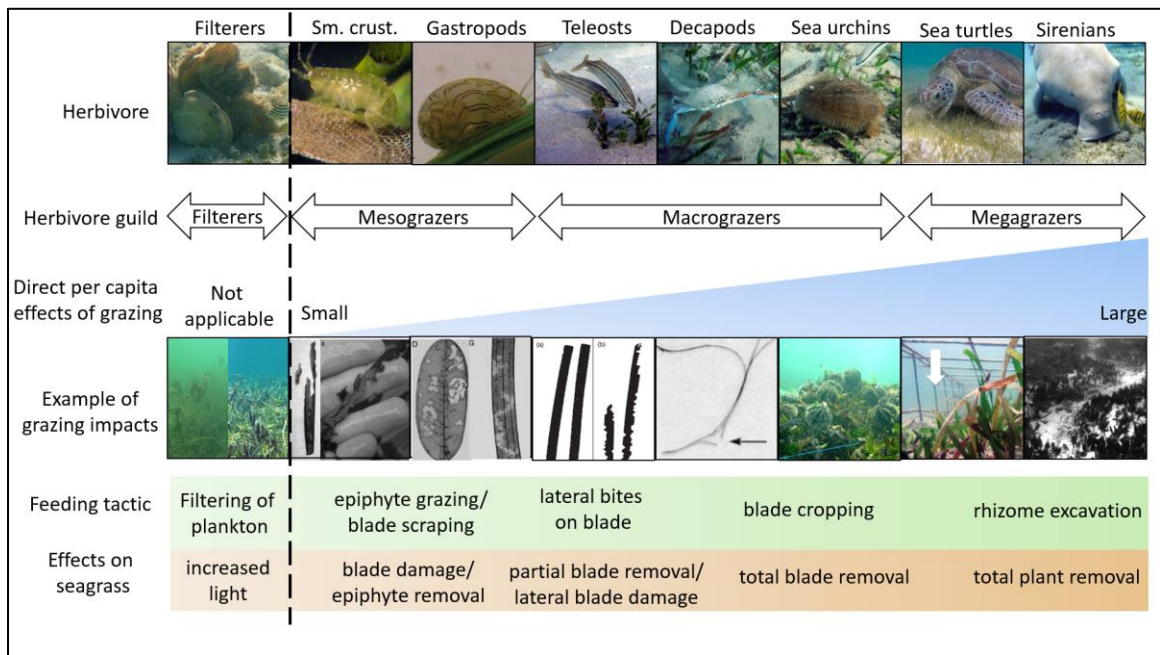 Filterers Sm. crust. Gastropods Teleosts Decapods Sea urchins Sea turtles Sirenians
Herbivore
Herbivore guild Filterers Mesograzers Macrograzers Megagrazers
Direct per capita
effects of grazing
Not
applicable
Small Large
Example of
grazing impacts
a D G (a) (b)
Feeding tactic
Filtering of
plankton
epiphyte grazing/
blade scraping
lateral bites
on blade
blade cropping
rhizome excavation
Effects on
seagrass
increased
light
blade damage/
epiphyte removal
partial blade removal/
lateral blade damage
total blade removal
total plant removal